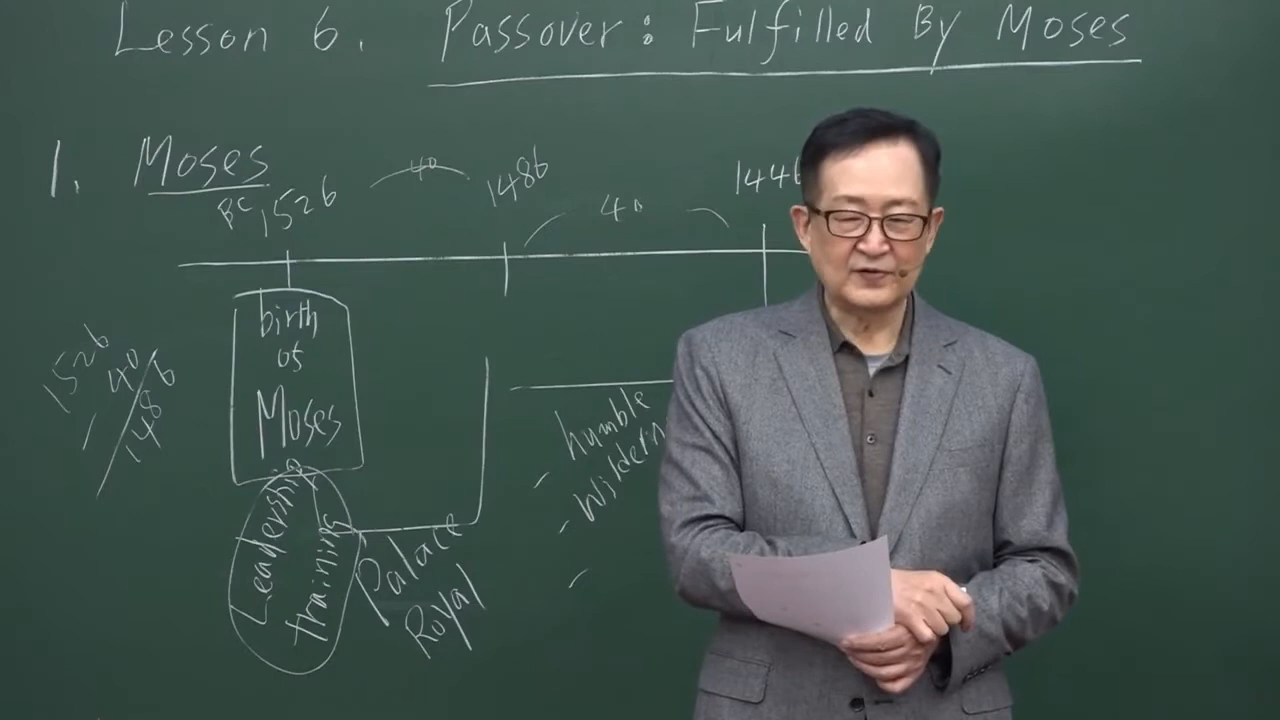 Lesson 6. Passover: Fulfilled By Moses
1. Moses
BC 1526
40
1486
40
1446
birth
of
Moses
1526
40
1486
Leadership
training
Palace
Royal
- humble
- Wildern
-